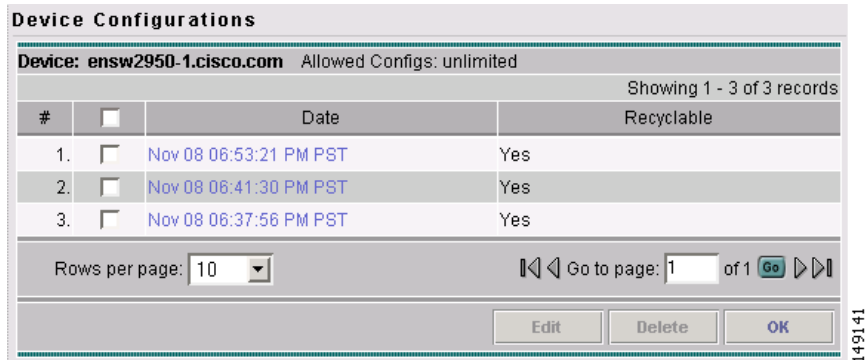 Device Configurations
Device: ensw2950-1.cisco.com Allowed Configs: unlimited
Showing 1 - 3 of 3 records
# Date Recyclable
1. Nov 08 06:53:21 PM PST Yes
2. Nov 08 06:41:30 PM PST Yes
3. Nov 08 06:37:56 PM PST Yes
Rows per page: 10 Go to page: 1 of 1 Go
Edit Delete OK
149141